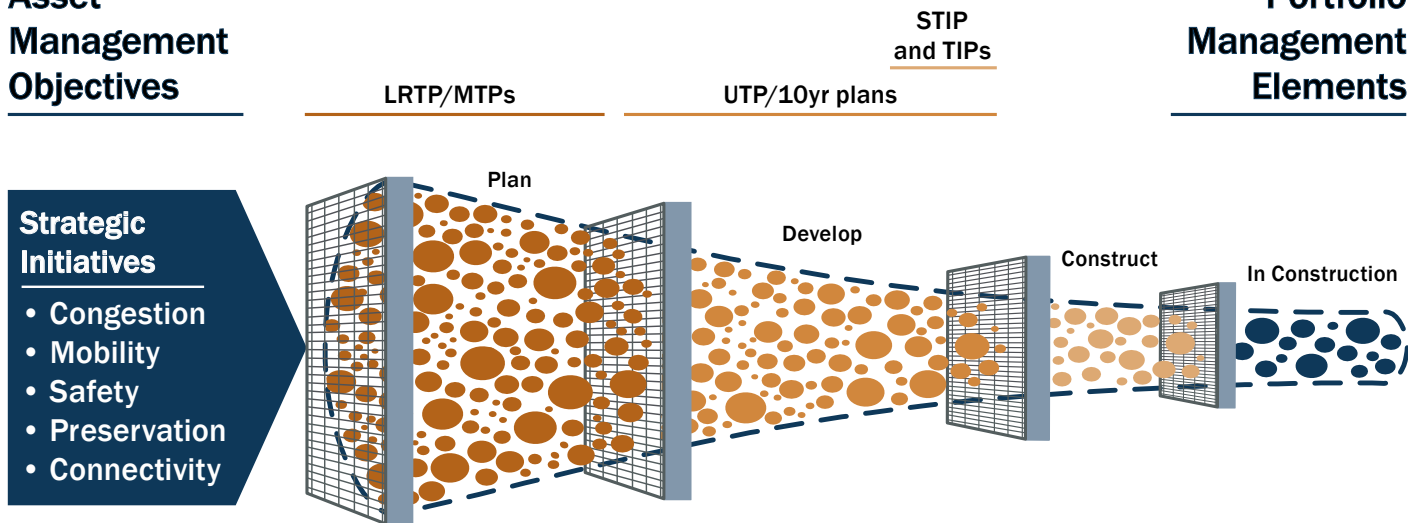 Asset
Management
Objectives
Portfolio
Management
Elements
STIP
and TIPs
LRTP/MTPs
UTP/10yr plans
Plan
Develop
Construct
In Construction
Strategic
Initiatives
• Congestion
• Mobility
• Safety
• Preservation
• Connectivity